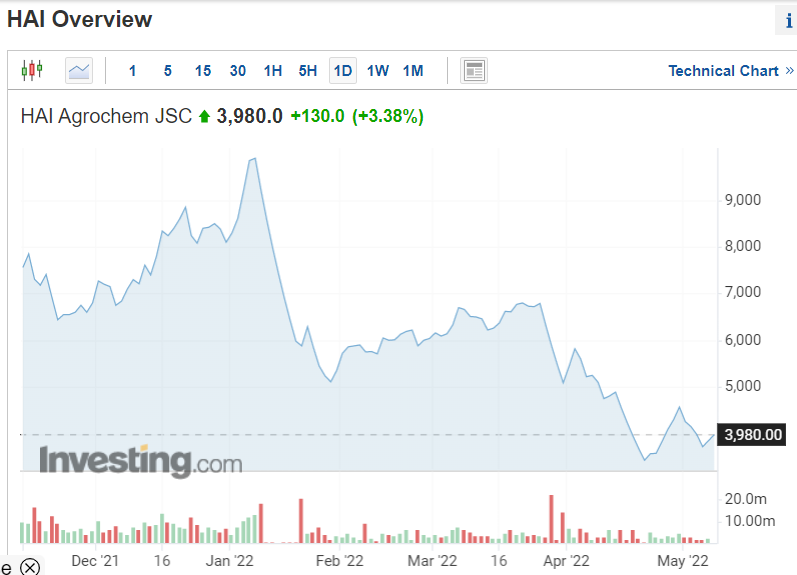 HAI Overview
i
1 5 15 30 1H 5H 1D 1W 1M Technical Chart »
HAI Agrochem JSC 3,980.0 +130.0 (+3.38%)
9,000
8,000
7,000
6,000
5,000
3,980.00
Investing.com
20.0m
10.00m
Dec '21 16 Jan '22 Feb '22 Mar '22 16 Apr '22 May '22
e